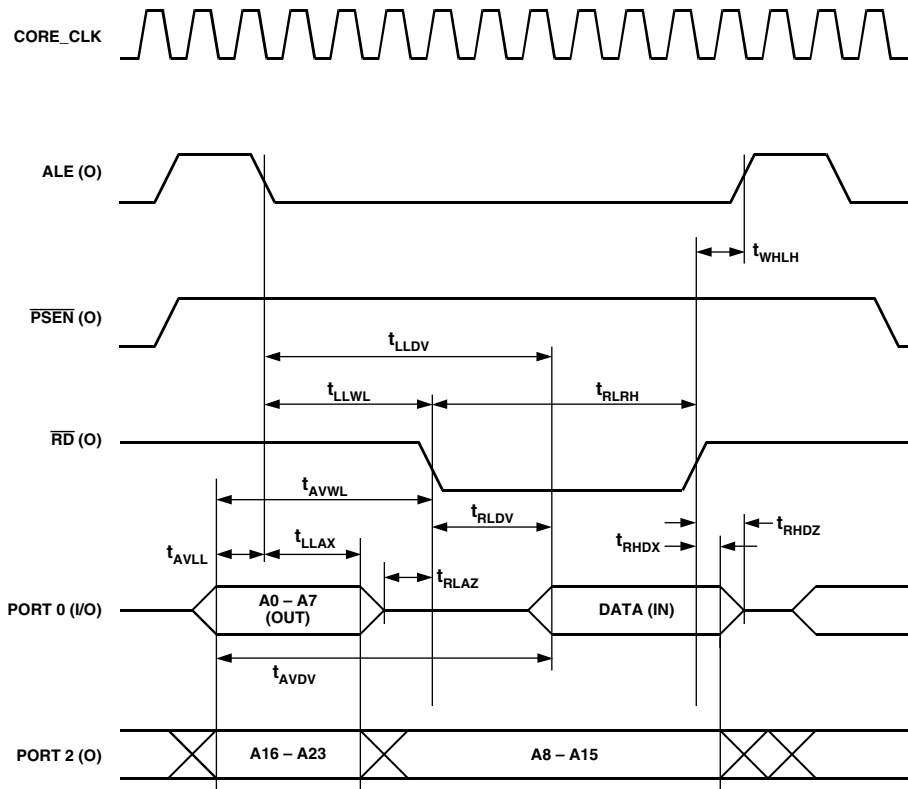 CORE_CLK
ALE (O)
tWHLH
PSEN (O)
tLLDV
tLLWL
tRLRH
RD (O)
tAVWL
tRLDV
tRHDZ
tAVLL
tLLAX
tRHDX
tRLAZ
PORT 0 (I/O)
A0 – A7
(OUT)
DATA (IN)
tAVDV
PORT 2 (O)
A16 – A23
A8 – A15